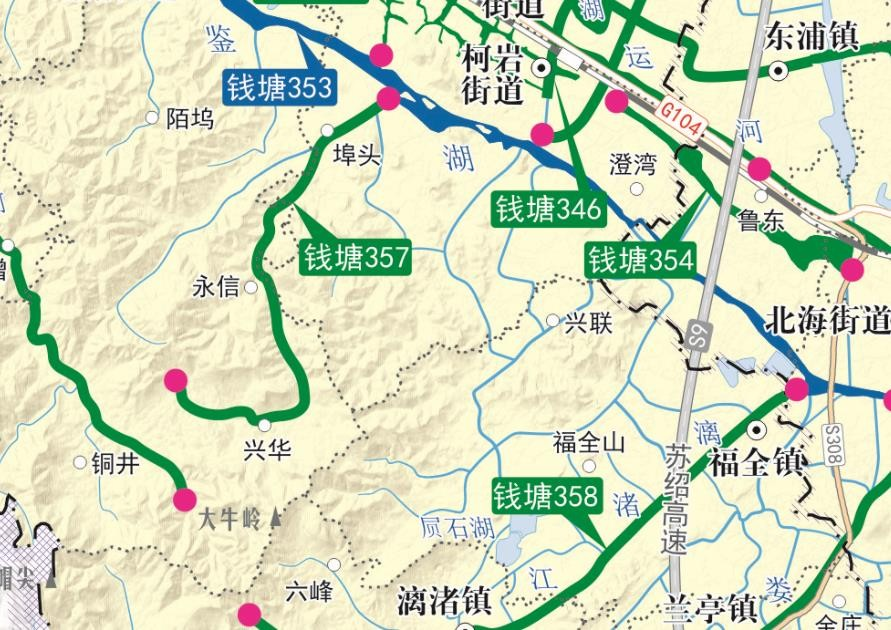 街道
湖
鉴
运
东浦镇
柯岩
街道
钱塘353
G104
陌坞
河
埠头
湖
澄湾
钱塘346
鲁东
钱塘357
钱塘354
永信
北海街道
兴联
S9
漓
兴华
福全山
S308
铜井
福全镇
苏绍高速
钱塘358
渚
大牛岭
石湖
尖
江
六峰
娄
漓渚镇
兰亭镇